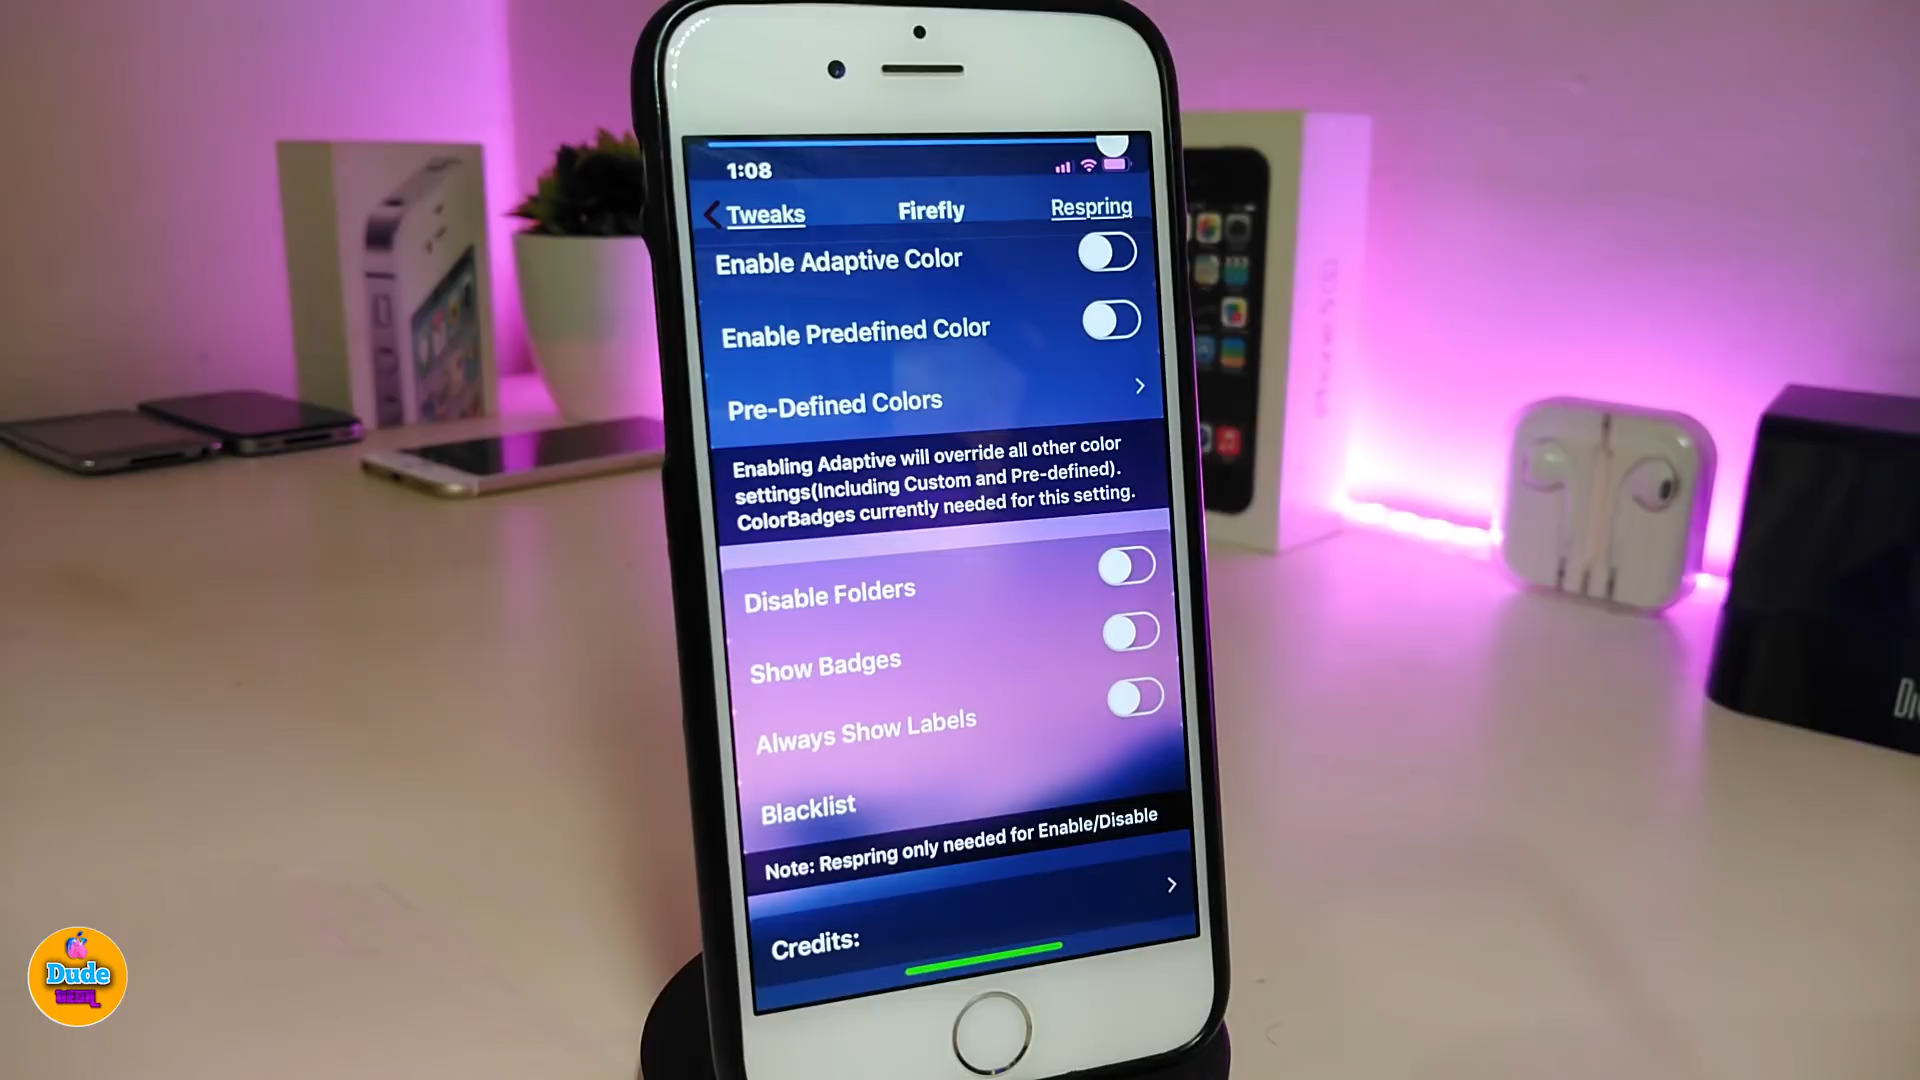 1:08
Tweaks
Firefly
Respring
Enable Adaptive Color
Enable Predefined Color
Pre-Defined Colors
Enabling Adaptive will override all other color
settings(Including Custom and Pre-defined).
ColorBadges currently needed for this setting.
Disable Folders
Show Badges
Always Show Labels
Blacklist
Note: Respring only needed for Enable/Disable
Credits:
iPhone 5s
Dude